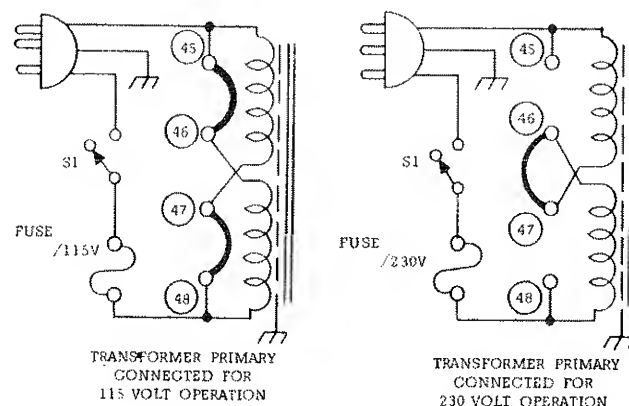 45
46
S1
47
FUSE
/115V
48
TRANSFORMER PRIMARY
CONNECTED FOR
115 VOLT OPERATION
45
46
S1
47
FUSE
/230V
48
TRANSFORMER PRIMARY
CONNECTED FOR
230 VOLT OPERATION